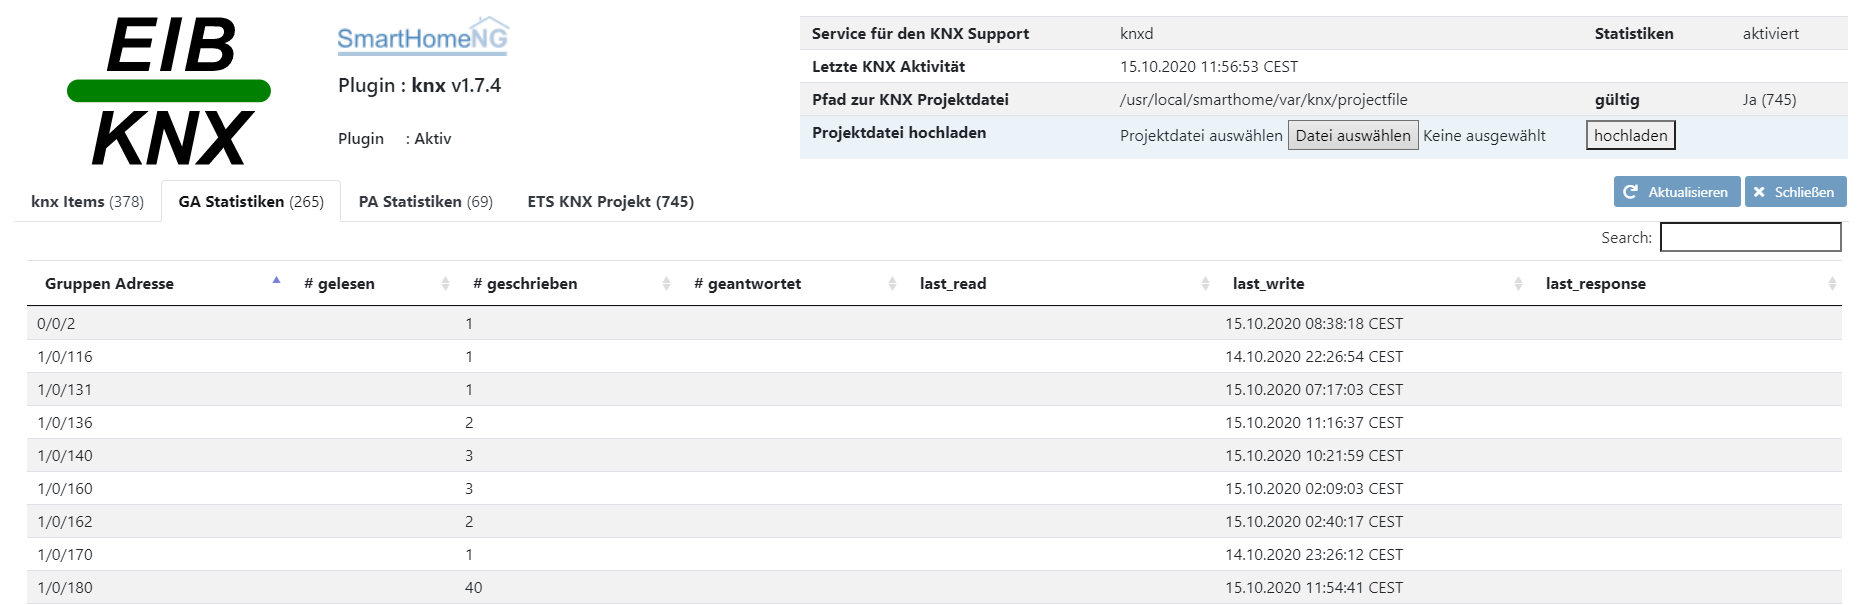 EIB
KNX
SmartHomeNG
Plugin : knx v1.7.4
Plugin : Aktiv
Service für den KNX Support knxd Statistiken aktiviert
Letzte KNX Aktivität 15.10.2020 11:56:53 CEST
Pfad zur KNX Projektdatei /usr/local/smarthome/var/knx/projectfile gültig Ja (745)
Projektdatei hochladen Projektdatei auswählen Datei auswählen Keine ausgewählt hochladen
knx Items (378) GA Statistiken (265) PA Statistiken (69) ETS KNX Projekt (745) Aktualisieren Schließen
Search:
Gruppen Adresse # gelesen # geschrieben # geantwortet last_read last_write last_response
0/0/2 1 15.10.2020 08:38:18 CEST
1/0/116 1 14.10.2020 22:26:54 CEST
1/0/131 1 15.10.2020 07:17:03 CEST
1/0/136 2 15.10.2020 11:16:37 CEST
1/0/140 3 15.10.2020 10:21:59 CEST
1/0/160 3 15.10.2020 02:09:03 CEST
1/0/162 2 15.10.2020 02:40:17 CEST
1/0/170 1 14.10.2020 23:26:12 CEST
1/0/180 40 15.10.2020 11:54:41 CEST